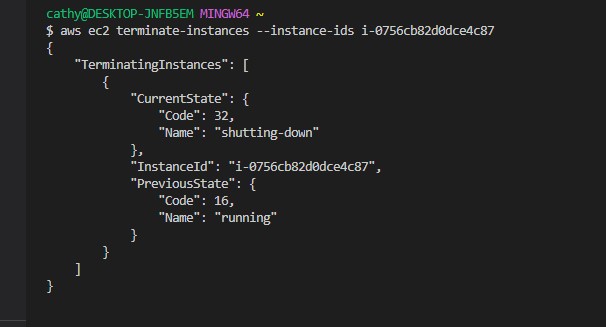 cathy@DESKTOP-JNFB5EM MINGW64 ~
$ aws ec2 terminate-instances --instance-ids i-0756cb82d0dce4c87
{
    "TerminatingInstances": [
        {
            "CurrentState": {
                "Code": 32,
                "Name": "shutting-down"
            },
            "InstanceId": "i-0756cb82d0dce4c87",
            "PreviousState": {
                "Code": 16,
                "Name": "running"
            }
        }
    ]
}